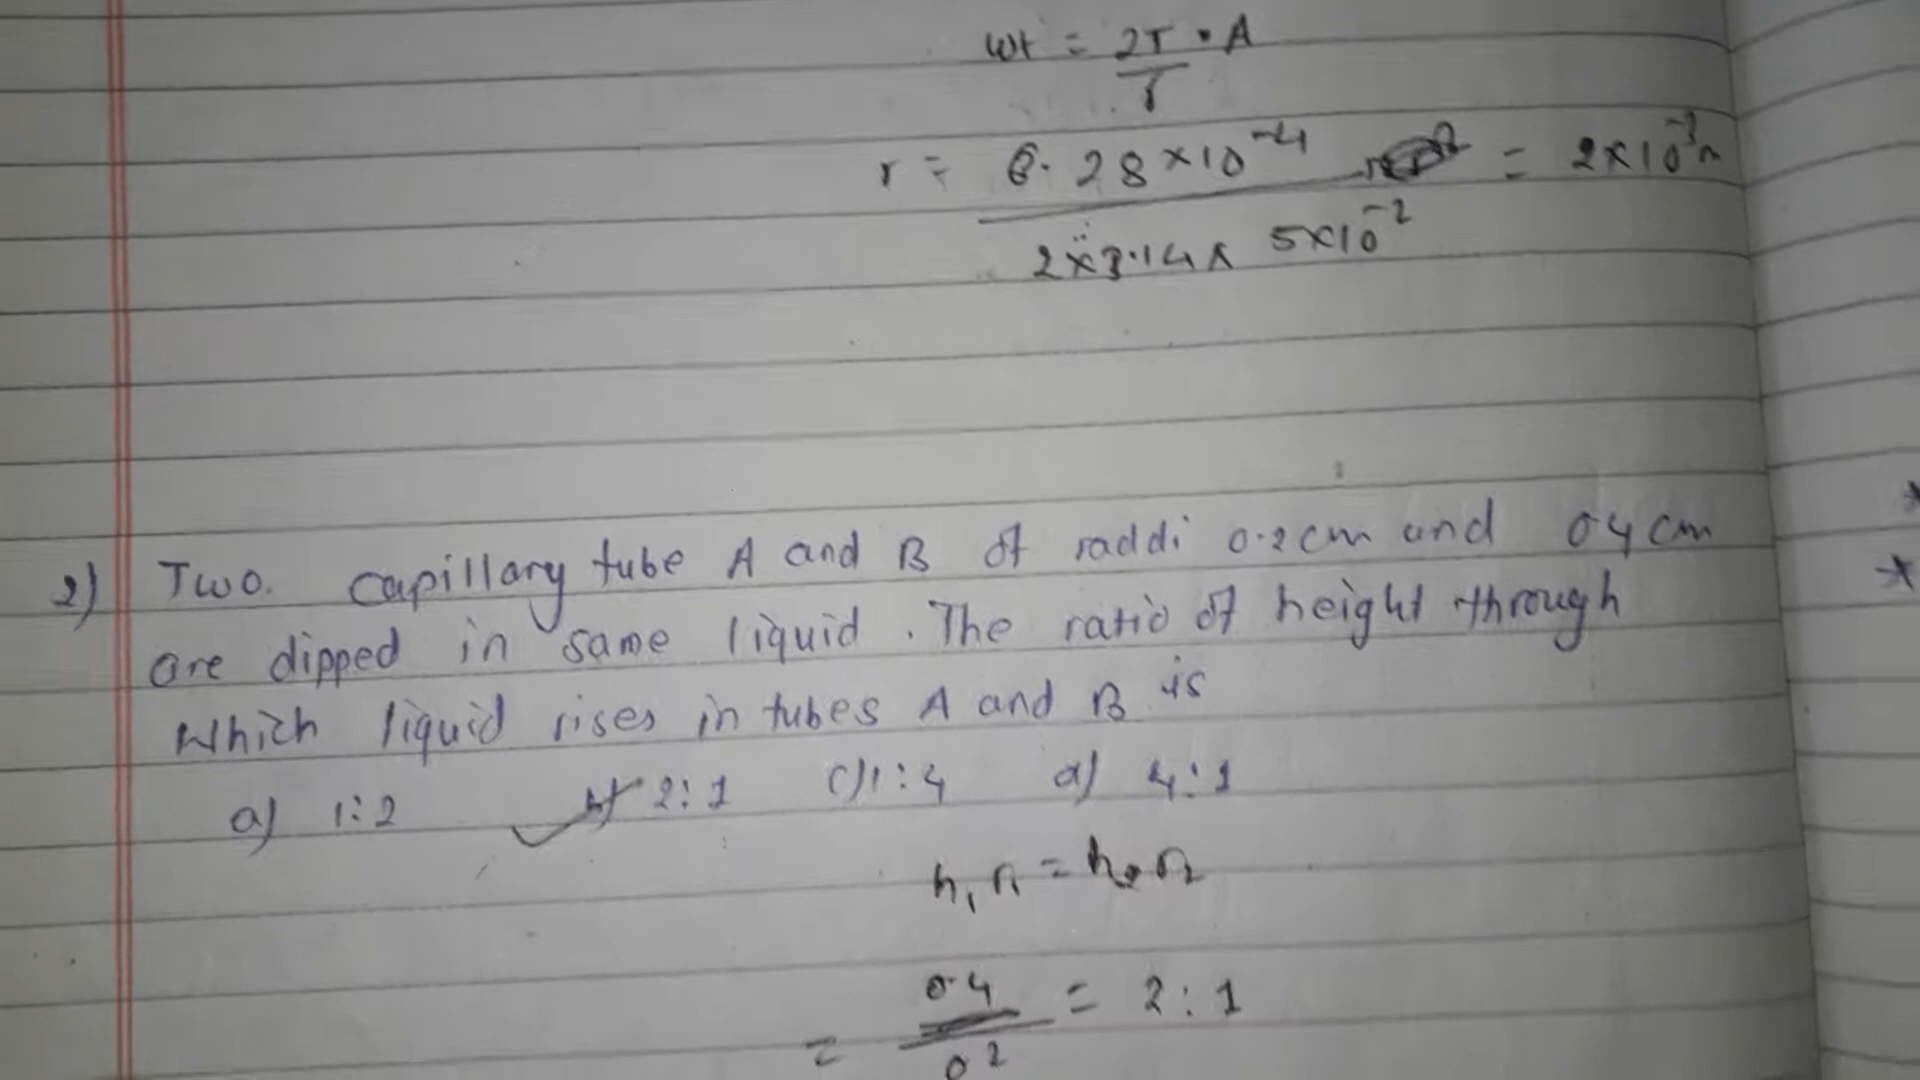 wt = 2T • A
r
r = 6.28 × 10⁻⁴ = 2×10⁻³m
2×3.14× 5×10⁻²
2) Two. capillary tube A and B of raddi 0.2cm and 0.4cm
are dipped in same liquid. The ratio of height through
Which liquid rises in tubes A and B is
a) 1:2 b) 2:1 c) 1:4 d) 4:1
h₁r₁ = h₂r₂
= 0.4 = 2:1
0.2